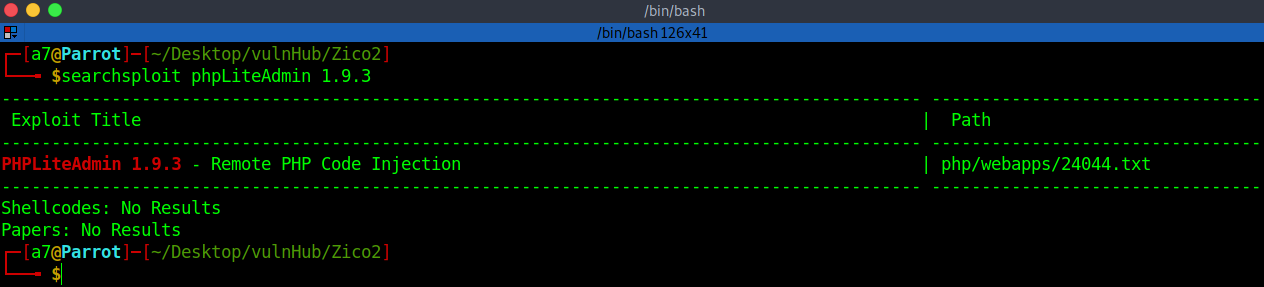 /bin/bash
/bin/bash 126x41
┌─[a7@Parrot]─[~/Desktop/vulnHub/Zico2]
└──╼ $searchsploit phpLiteAdmin 1.9.3
-------------------------------------------------------------------------------------------- ---------------------------------
Exploit Title | Path
-------------------------------------------------------------------------------------------- ---------------------------------
PHPLiteAdmin 1.9.3 - Remote PHP Code Injection | php/webapps/24044.txt
-------------------------------------------------------------------------------------------- ---------------------------------
Shellcodes: No Results
Papers: No Results
┌─[a7@Parrot]─[~/Desktop/vulnHub/Zico2]
└──╼ $